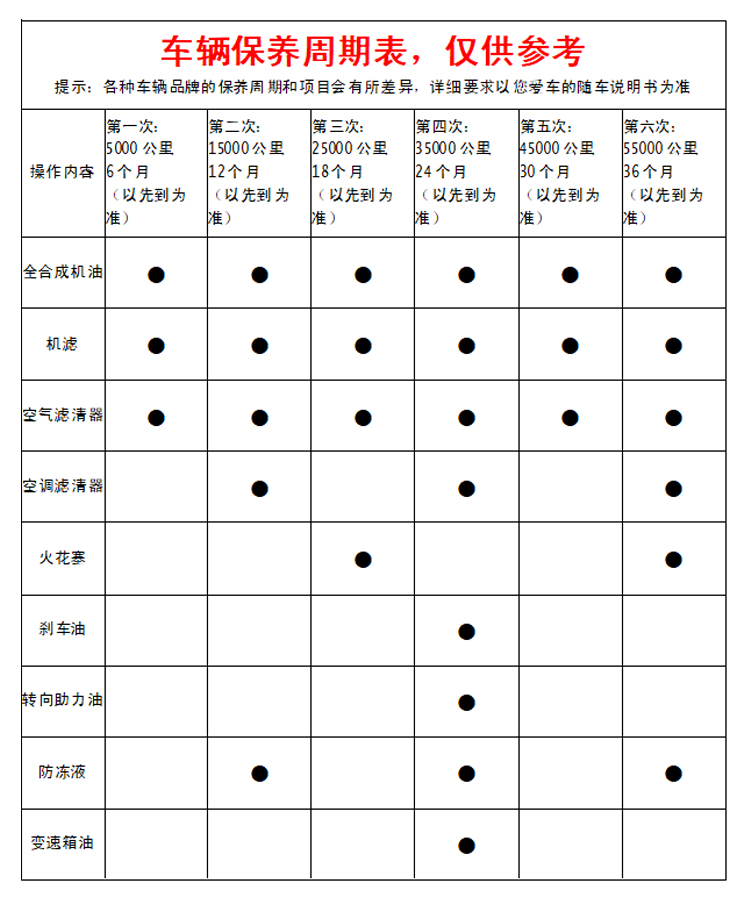 车辆保养周期表，仅供参考
提示：各种车辆品牌的保养周期和项目会有所差异，详细要求以您爱车的随车说明书为准
操作内容
第一次：
5000 公里
6 个月
（以先到为
准）
第二次：
15000 公里
12 个月
（以先到为
准）
第三次：
25000 公里
18个月
（以先到为
准）
第四次：
35000 公里
24 个月
（以先到为
准）
第五次：
45000 公里
30 个月
（以先到为
准）
第六次：
55000 公里
36 个月
（以先到为
准）
全合成机油 ● ● ● ● ● ●
机滤 ● ● ● ● ● ●
空气滤清器 ● ● ● ● ● ●
空调滤清器 ● ● ●
火花寨 ● ●
刹车油 ●
转向助力油 ●
防冻液 ● ● ●
变速箱油 ●